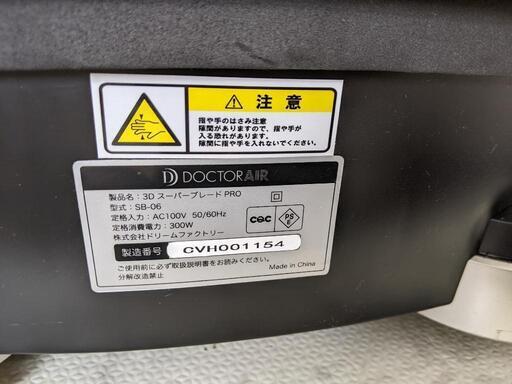 ⚠ 注意
指や手のはさみ注意
隙間がありますので、指や手が
入る恐れがあります。
隙間に指や手を入れないでください。
DOCTORAIR
製品名：3D スーパーブレード PRO
型式：SB-06
定格入力：AC100V 50/60Hz
定格消費電力：300W
株式会社ドリームファクトリー
cqc
PS
E
製造番号 CVH001154
ご使用前に必ず取扱説明書をお読みください。
分解改造禁止
Made in China